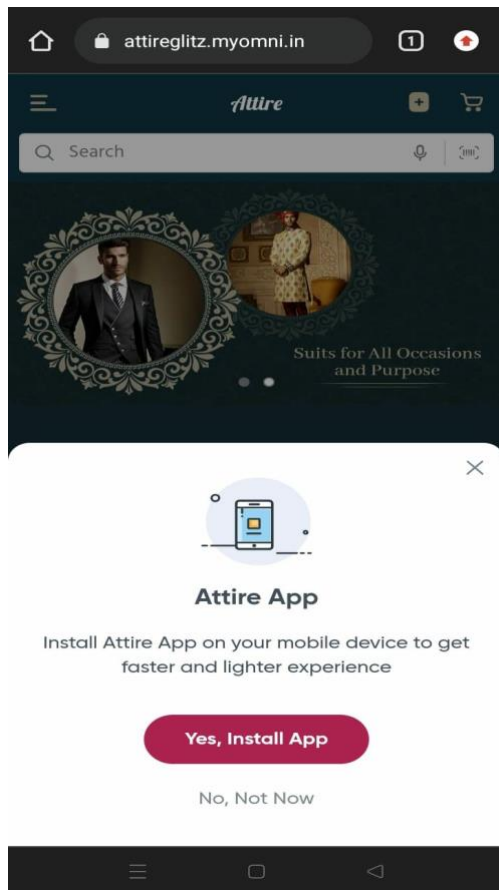 attireglitz.myomni.in
1
Attire
Search
Suits for All Occasions
and Purpose
Attire App
Install Attire App on your mobile device to get
faster and lighter experience
Yes, Install App
No, Not Now